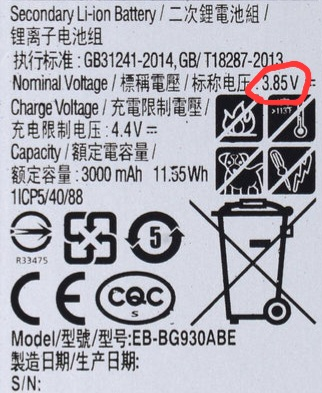 Secondary Li-ion Battery / 二次鋰電池組 /
锂离子电池组
执行标准 : GB31241-2014,GB/ T18287-2013
Nominal Voltage / 標稱電壓 / 标称电压 : 3.85V ⎓
Charge Voltage / 充電限制電壓 /
充电限制电压 : 4.4V ⎓
Capacity / 額定電容量 /
额定容量 : 3000 mAh 11.55Wh
1ICP5/40/88
R33475
5
CE
CQC
S
Model/型號/型号:EB-BG930ABE
製造日期/生产日期:
S/N: